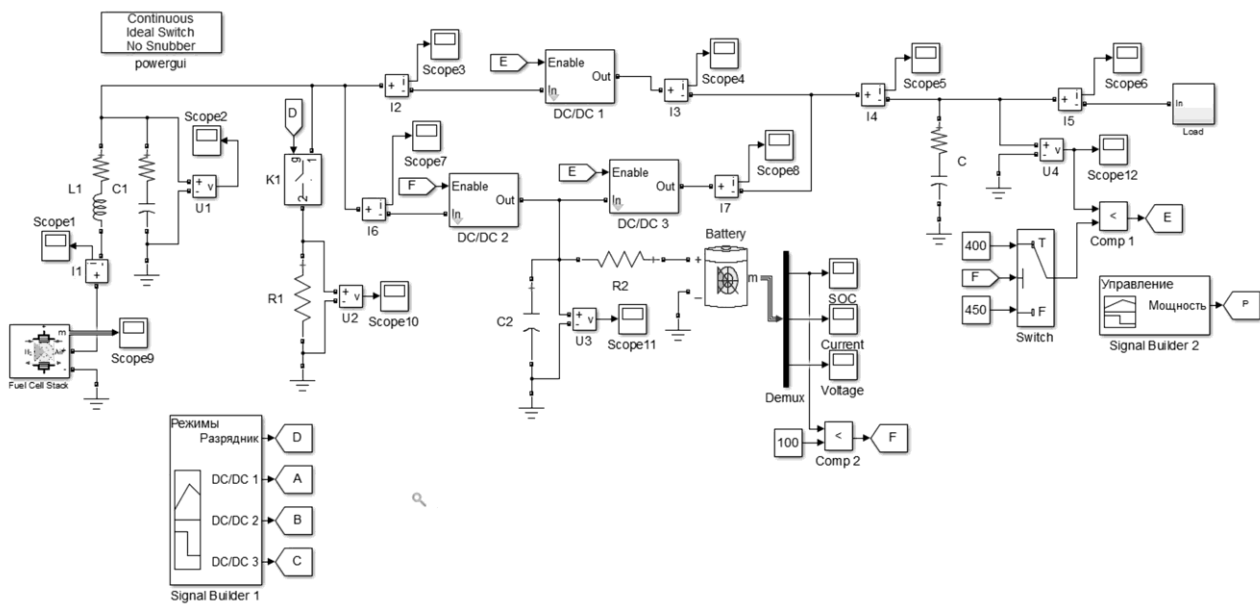 Continuous
Ideal Switch
No Snubber
powergui
Scope3
E
Enable
In
Out
DC/DC 1
I2
+
i
-
Scope4
I3
Scope5
I4
Scope6
I5
In
Load
Scope2
L1
C1
+
-
v
U1
D
g
1
2
K1
Scope7
I6
F
Enable
In
Out
DC/DC 2
E
Enable
In
Out
DC/DC 3
Scope8
I7
C
U4
Scope12
<
Comp 1
E
Scope1
I1
R1
U2
Scope10
C2
R2
U3
Scope11
Battery
+
m
SOC
Current
Voltage
Demux
400
F
450
T
F
Switch
Управление
Мощность
Signal Builder 2
P
m
+
-
Fuel Cell Stack
Scope9
100
<
Comp 2
F
Режимы
Разрядник
D
DC/DC 1
A
DC/DC 2
B
DC/DC 3
C
Signal Builder 1